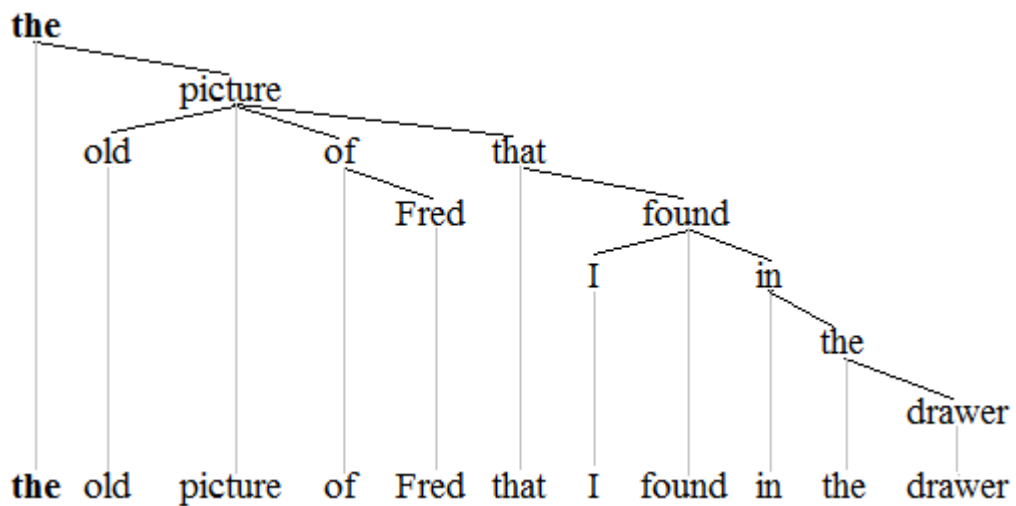 the
picture
old of that
Fred found
I in
the
drawer
the old picture of Fred that I found in the drawer